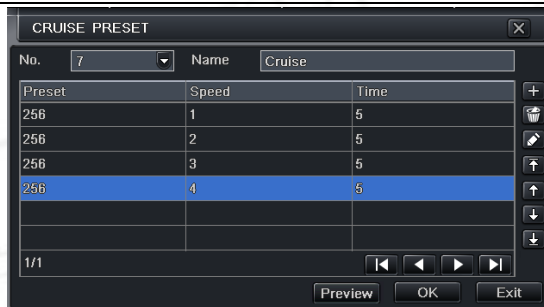 CRUISE PRESET
No. 7 Name Cruise
Preset Speed Time
256 1 5
256 2 5
256 3 5
256 4 5
1/1
Preview OK Exit